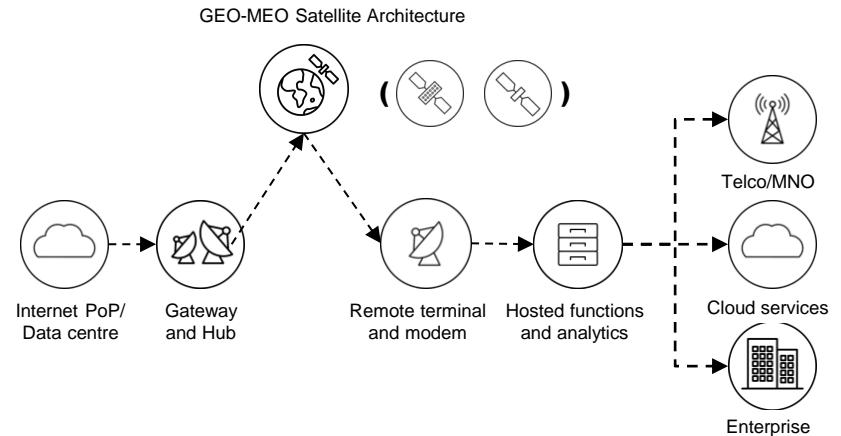 GEO-MEO Satellite Architecture
( )
Telco/MNO
Internet PoP/
Data centre
Gateway
and Hub
Remote terminal
and modem
Hosted functions
and analytics
Cloud services
Enterprise